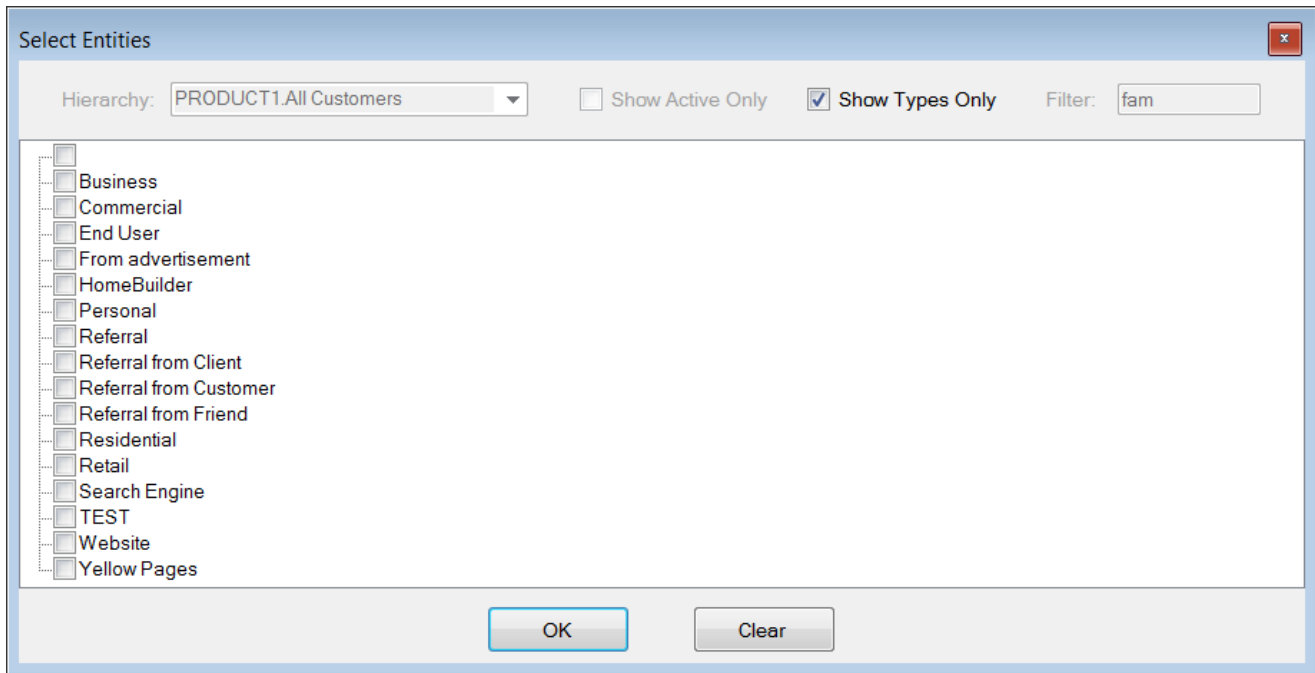 Select Entities
Hierarchy: PRODUCT1.All Customers Show Active Only Show Types Only Filter: fam
Business
Commercial
End User
From advertisement
HomeBuilder
Personal
Referral
Referral from Client
Referral from Customer
Referral from Friend
Residential
Retail
Search Engine
TEST
Website
Yellow Pages
OK Clear